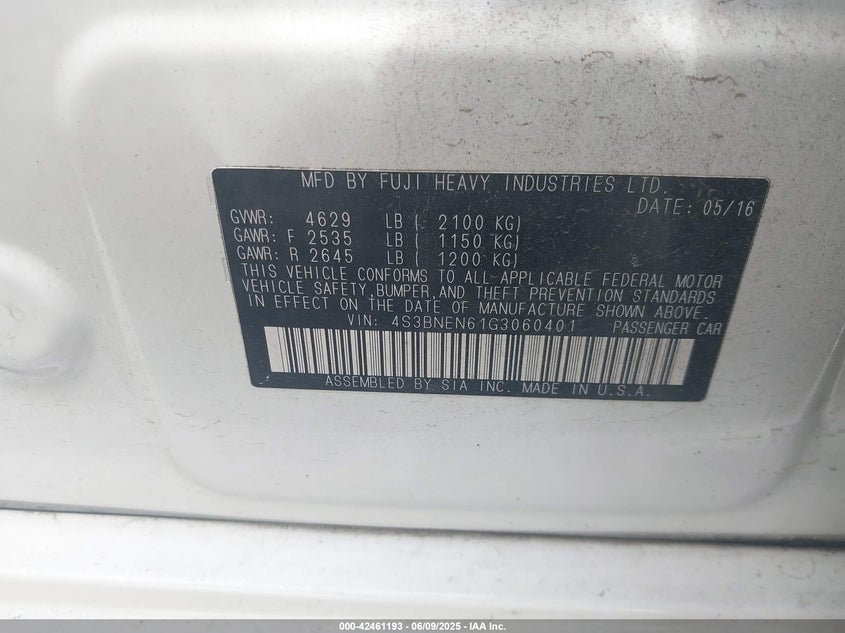 MFD BY FUJI HEAVY INDUSTRIES LTD.
DATE: 05/16
GVWR: 4629 LB ( 2100 KG)
GAWR: F 2535 LB ( 1150 KG)
GAWR: R 2645 LB ( 1200 KG)
THIS VEHICLE CONFORMS TO ALL APPLICABLE FEDERAL MOTOR
VEHICLE SAFETY, BUMPER, AND THEFT PREVENTION STANDARDS
IN EFFECT ON THE DATE OF MANUFACTURE SHOWN ABOVE.
VIN: 4S3BNEN61G3060401 PASSENGER CAR
ASSEMBLED BY SIA INC. MADE IN U.S.A.
000-42461193 - 06/09/2025 - IAA Inc.